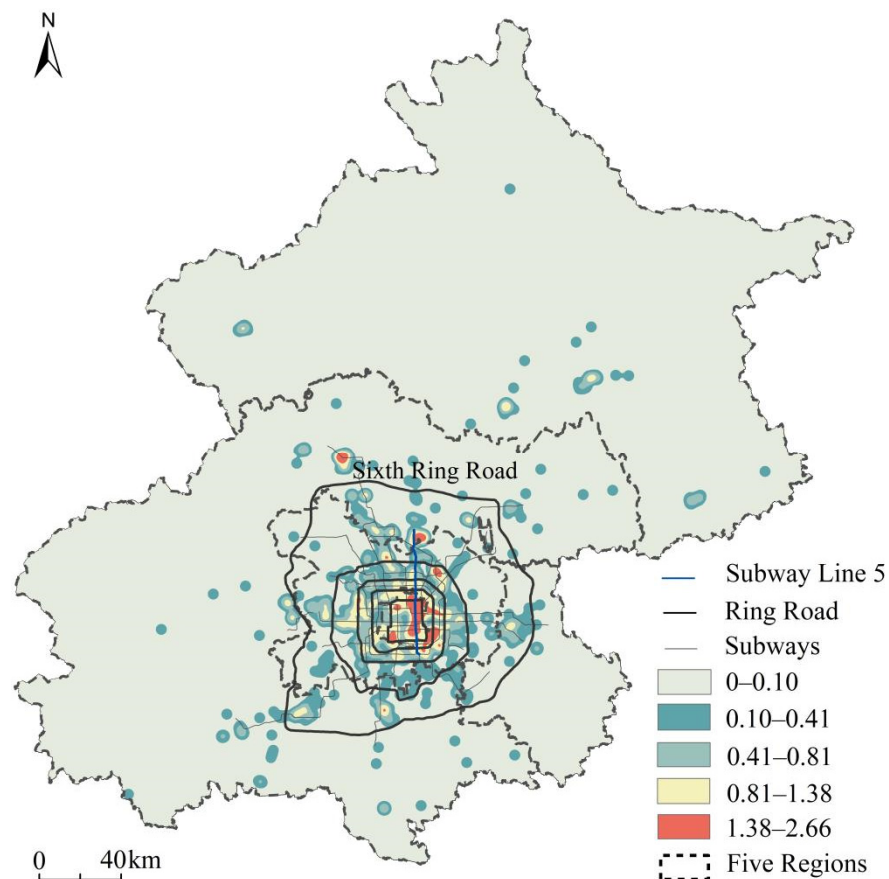 N
Sixth Ring Road
Subway Line 5
Ring Road
Subways
0–0.10
0.10–0.41
0.41–0.81
0.81–1.38
1.38–2.66
Five Regions
0 40km